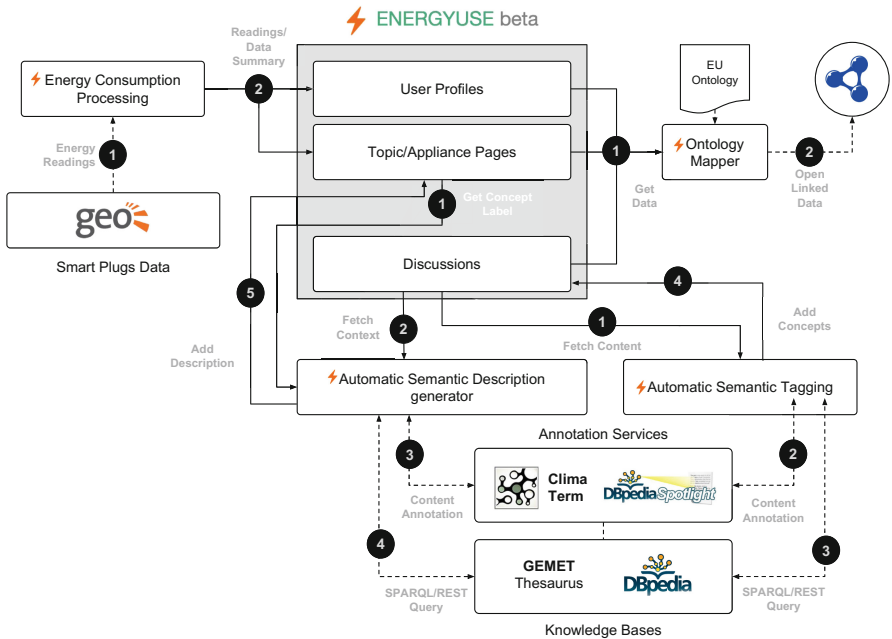 ENERGYUSE beta
Readings/
Data
Summary
EU
Ontology
Energy Consumption
Processing
2
User Profiles
Energy
Readings
1
Topic/Appliance Pages
1
Ontology
Mapper
2
Open
Linked
Data
Get
Data
1
Get Concept
Label
geo
Smart Plugs Data
Discussions
5
4
Add
Description
Fetch
Context
2
1
Fetch Content
Add
Concepts
Automatic Semantic Description
generator
Automatic Semantic Tagging
Annotation Services
3
Clima
Term
DBpedia Spotlight
2
Content
Annotation
Content
Annotation
4
GEMET
Thesaurus
DBpedia
3
SPARQL/REST
Query
SPARQL/REST
Query
Knowledge Bases